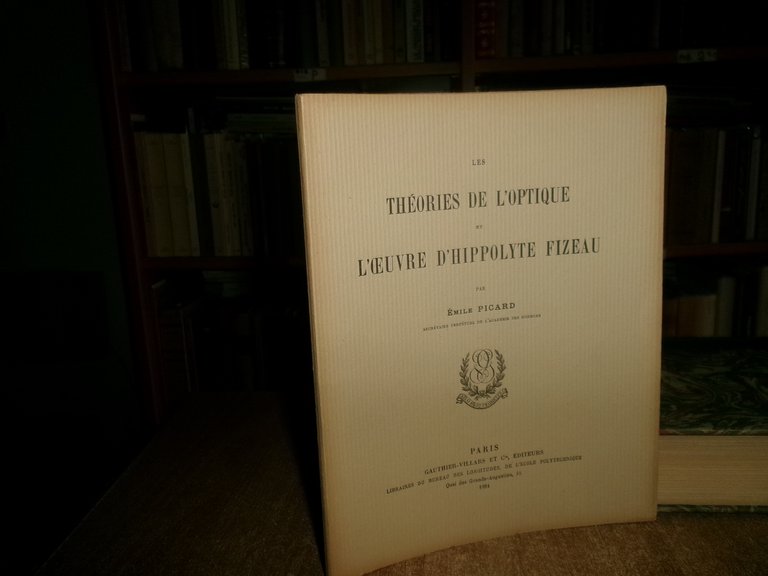 LES
THÉORIES DE L'OPTIQUE
ET
L'ŒUVRE D'HIPPOLYTE FIZEAU
PAR
ÉMILE PICARD
SECRÉTAIRE PERPÉTUEL DE L'ACADÉMIE DES SCIENCES
PARIS
GAUTHIER-VILLARS ET Cie, ÉDITEURS
LIBRAIRES DU BUREAU DES LONGITUDES, DE L'ÉCOLE POLYTECHNIQUE
Quai des Grands-Augustins, 55
1924